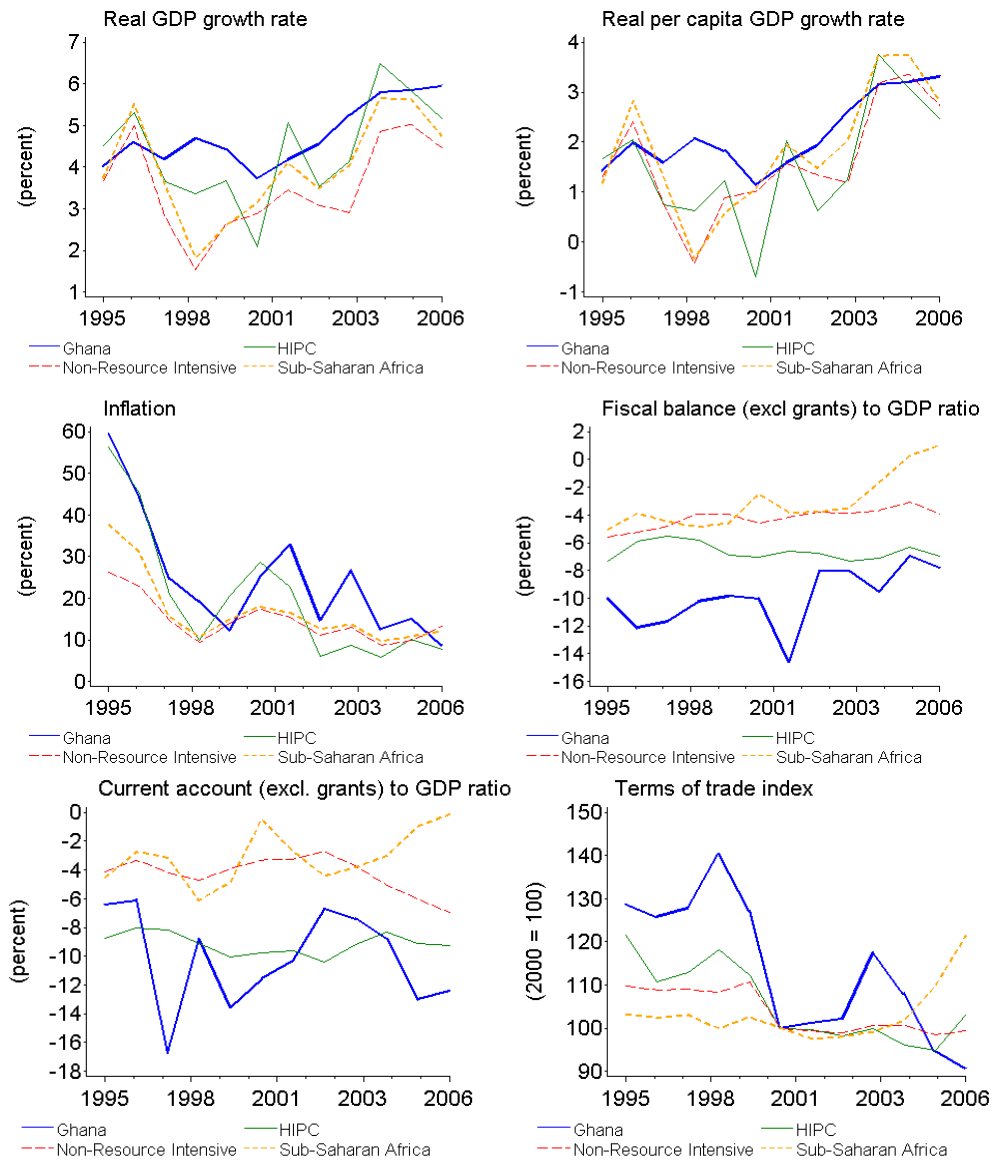 Real GDP growth rate
7
6
5
4
3
2
1
(percent)
1995 1998 2001 2003 2006
Ghana HIPC
Non-Resource Intensive Sub-Saharan Africa
Real per capita GDP growth rate
4
3
2
1
0
-1
(percent)
1995 1998 2001 2003 2006
Ghana HIPC
Non-Resource Intensive Sub-Saharan Africa
Inflation
60
50
40
30
20
10
0
(percent)
1995 1998 2001 2003 2006
Ghana HIPC
Non-Resource Intensive Sub-Saharan Africa
Fiscal balance (excl grants) to GDP ratio
2
0
-2
-4
-6
-8
-10
-12
-14
-16
(percent)
1995 1998 2001 2003 2006
Ghana HIPC
Non-Resource Intensive Sub-Saharan Africa
Current account (excl. grants) to GDP ratio
0
-2
-4
-6
-8
-10
-12
-14
-16
-18
(percent)
1995 1998 2001 2003 2006
Ghana HIPC
Non-Resource Intensive Sub-Saharan Africa
Terms of trade index
150
140
130
120
110
100
90
(2000 = 100)
1995 1998 2001 2003 2006
Ghana HIPC
Non-Resource Intensive Sub-Saharan Africa